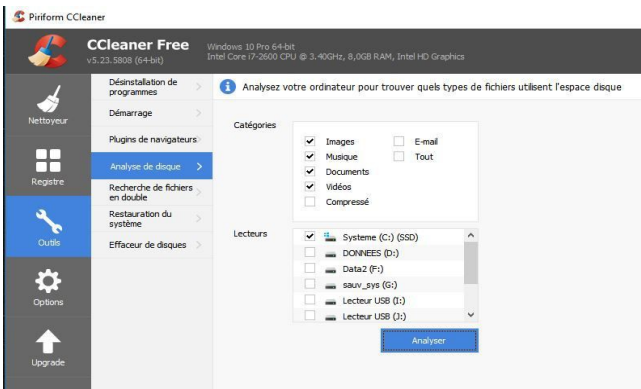 Piriform CCleaner
CCleaner Free
v5.23.5808 (64-bit)
Windows 10 Pro 64-bit
Intel Core i7-2600 CPU @ 3.40GHz, 8,0GB RAM, Intel HD Graphics
Nettoyeur
Registre
Outils
Options
Upgrade
Désinstallation de
programmes
Démarrage
Plugins de navigateurs
Analyse de disque
Recherche de fichiers
en double
Restauration du
système
Effaceur de disques
Analysez votre ordinateur pour trouver quels types de fichiers utilisent l'espace disque
Catégories
Images
E-mail
Musique
Tout
Documents
Vidéos
Compressé
Lecteurs
Systeme (C:) (SSD)
DONNEES (D:)
Data2 (F:)
sauv_sys (G:)
Lecteur USB (I:)
Lecteur USB (J:)
Analyser